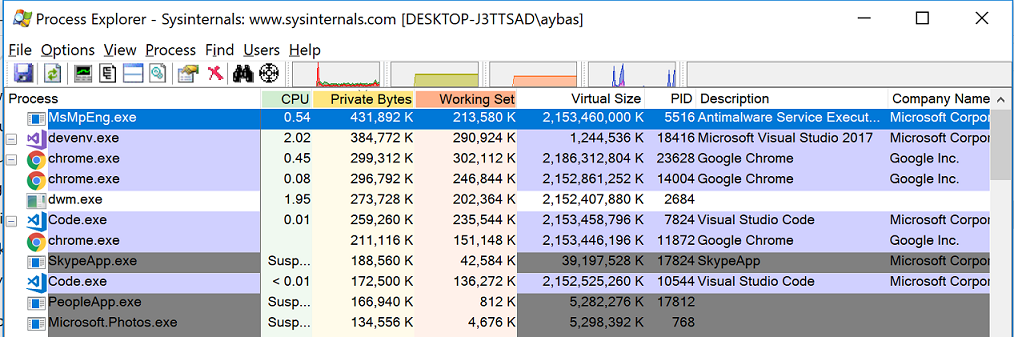 Process Explorer - Sysinternals: www.sysinternals.com [DESKTOP-J3TTSAD\aybas]
File Options View Process Find Users Help
Process CPU Private Bytes Working Set Virtual Size PID Description Company Name
MsMpEng.exe 0.54 431,892 K 213,580 K 2,153,460,000 K 5516 Antimalware Service Execut... Microsoft Corpor
devenv.exe 2.02 384,772 K 290,924 K 1,244,536 K 18416 Microsoft Visual Studio 2017 Microsoft Corpor
chrome.exe 0.45 299,312 K 302,112 K 2,186,312,804 K 23628 Google Chrome Google Inc.
chrome.exe 0.08 296,792 K 246,844 K 2,152,861,252 K 14004 Google Chrome Google Inc.
dwm.exe 1.95 273,728 K 202,364 K 2,152,407,880 K 2684
Code.exe 0.01 259,260 K 235,544 K 2,153,458,796 K 7824 Visual Studio Code Microsoft Corpor
chrome.exe 211,116 K 151,148 K 2,153,446,196 K 11872 Google Chrome Google Inc.
SkypeApp.exe Susp... 188,560 K 42,584 K 39,197,528 K 17824 SkypeApp
Code.exe < 0.01 172,500 K 136,272 K 2,152,525,260 K 10544 Visual Studio Code Microsoft Corpor
PeopleApp.exe Susp... 166,940 K 812 K 5,282,276 K 17812
Microsoft.Photos.exe Susp... 134,556 K 4,676 K 5,298,392 K 768